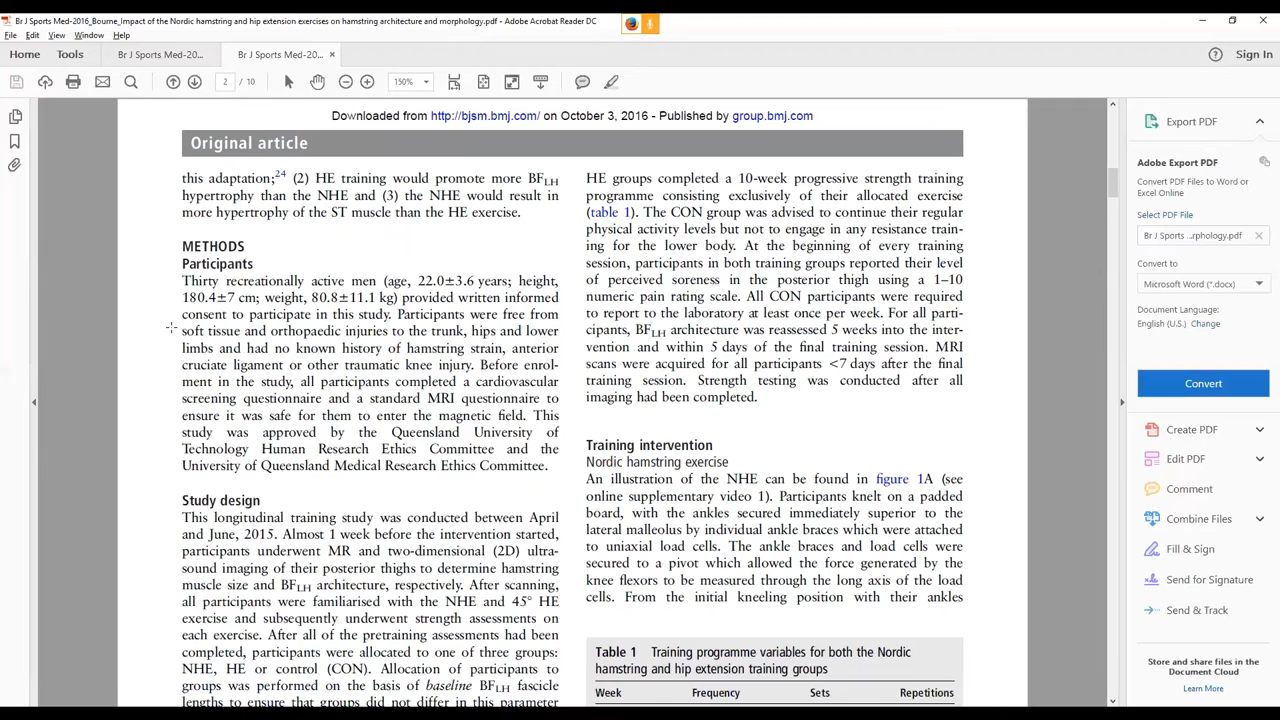 Br J Sports Med-2016_Bourne_Impact of the Nordic hamstring and hip extension exercises on hamstring architecture and morphology.pdf - Adobe Acrobat Reader DC
File Edit View Window Help
Home Tools Br J Sports Med-20... Br J Sports Med-20... ×
Sign In
2 / 10 150%
Downloaded from http://bjsm.bmj.com/ on October 3, 2016 - Published by group.bmj.com
Original article
this adaptation;24 (2) HE training would promote more BFLH
hypertrophy than the NHE and (3) the NHE would result in
more hypertrophy of the ST muscle than the HE exercise.
METHODS
Participants
Thirty recreationally active men (age, 22.0±3.6 years; height,
180.4±7 cm; weight, 80.8±11.1 kg) provided written informed
consent to participate in this study. Participants were free from
soft tissue and orthopaedic injuries to the trunk, hips and lower
limbs and had no known history of hamstring strain, anterior
cruciate ligament or other traumatic knee injury. Before enrol-
ment in the study, all participants completed a cardiovascular
screening questionnaire and a standard MRI questionnaire to
ensure it was safe for them to enter the magnetic field. This
study was approved by the Queensland University of
Technology Human Research Ethics Committee and the
University of Queensland Medical Research Ethics Committee.
Study design
This longitudinal training study was conducted between April
and June, 2015. Almost 1 week before the intervention started,
participants underwent MR and two-dimensional (2D) ultra-
sound imaging of their posterior thighs to determine hamstring
muscle size and BFLH architecture, respectively. After scanning,
all participants were familiarised with the NHE and 45° HE
exercise and subsequently underwent strength assessments on
each exercise. After all of the pretraining assessments had been
completed, participants were allocated to one of three groups:
NHE, HE or control (CON). Allocation of participants to
groups was performed on the basis of baseline BFLH fascicle
lengths to ensure that groups did not differ in this parameter
HE groups completed a 10-week progressive strength training
programme consisting exclusively of their allocated exercise
(table 1). The CON group was advised to continue their regular
physical activity levels but not to engage in any resistance train-
ing for the lower body. At the beginning of every training
session, participants in both training groups reported their level
of perceived soreness in the posterior thigh using a 1–10
numeric pain rating scale. All CON participants were required
to report to the laboratory at least once per week. For all parti-
cipants, BFLH architecture was reassessed 5 weeks into the inter-
vention and within 5 days of the final training session. MRI
scans were acquired for all participants <7 days after the final
training session. Strength testing was conducted after all
imaging had been completed.
Training intervention
Nordic hamstring exercise
An illustration of the NHE can be found in figure 1A (see
online supplementary video 1). Participants knelt on a padded
board, with the ankles secured immediately superior to the
lateral malleolus by individual ankle braces which were attached
to uniaxial load cells. The ankle braces and load cells were
secured to a pivot which allowed the force generated by the
knee flexors to be measured through the long axis of the load
cells. From the initial kneeling position with their ankles
Table 1 Training programme variables for both the Nordic
hamstring and hip extension training groups
Week Frequency Sets Repetitions
Export PDF
Adobe Export PDF
Convert PDF Files to Word or
Excel Online
Select PDF File
Br J Sports ...rphology.pdf ×
Convert to
Microsoft Word (*.docx)
Document Language:
English (U.S.) Change
Convert
Create PDF
Edit PDF
Comment
Combine Files
Fill & Sign
Send for Signature
Send & Track
Store and share files in the
Document Cloud
Learn More